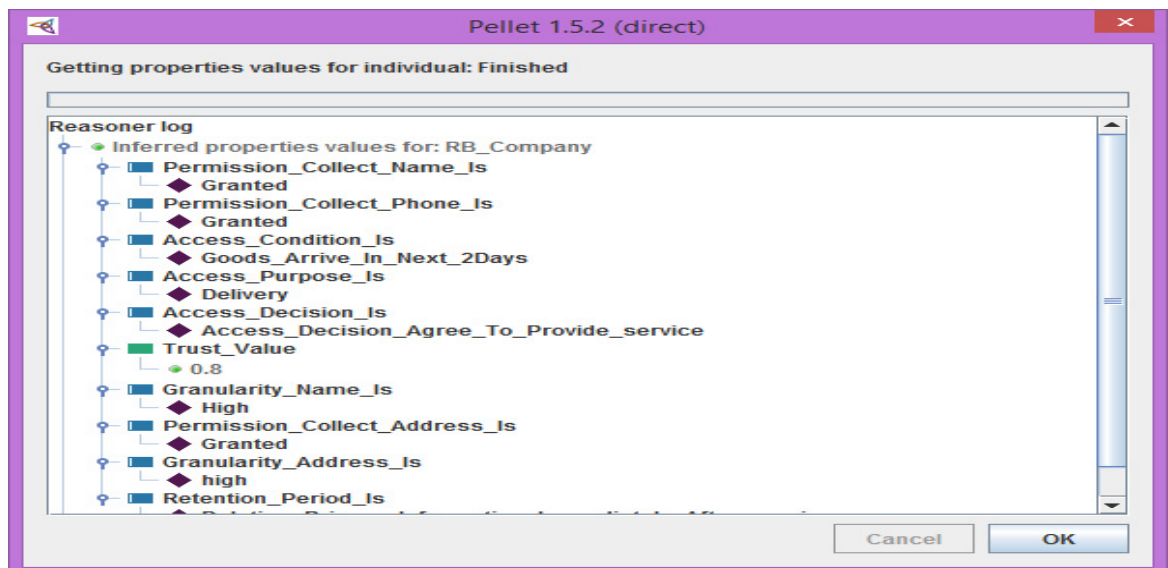 Pellet 1.5.2 (direct)
Getting properties values for individual: Finished
Reasoner log
Inferred properties values for: RB_Company
Permission_Collect_Name_Is
Granted
Permission_Collect_Phone_Is
Granted
Access_Condition_Is
Goods_Arrive_In_Next_2Days
Access_Purpose_Is
Delivery
Access_Decision_Is
Access_Decision_Agree_To_Provide_service
Trust_Value
0.8
Granularity_Name_Is
High
Permission_Collect_Address_Is
Granted
Granularity_Address_Is
high
Retention_Period_Is
Cancel
OK